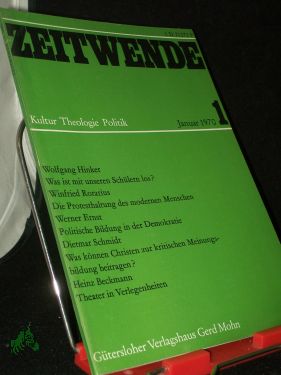 ZEITWENDE
Kultur Theologie Politik
Januar 1970
1
Wolfgang Hinker
Was ist mit unseren Schülern los?
Winfried Roratius
Die Protesthaltung des modernen Menschen
Werner Ernst
Politische Bildung in der Demokratie
Dietmar Schmidt
Was können Christen zur kritischen Meinungs-
bildung beitragen?
Heinz Beckmann
Theater in Verlegenheiten
Gütersloher Verlagshaus Gerd Mohn